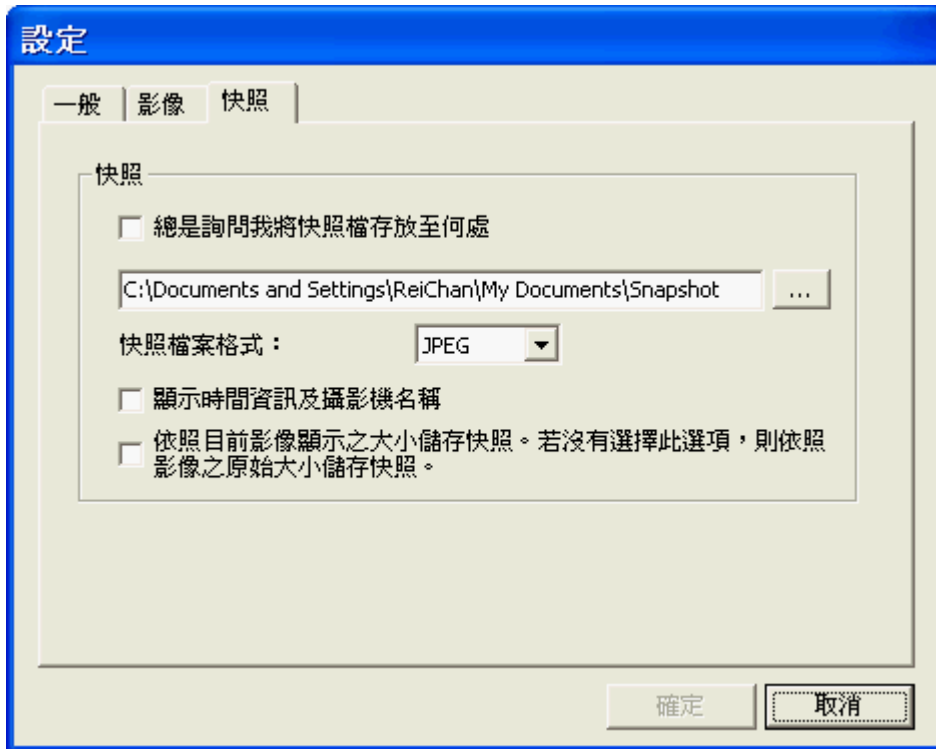 設定
一般 影像 快照
快照
總是詢問我將快照檔存放至何處
C:\Documents and Settings\ReiChan\My Documents\Snapshot ...
快照檔案格式： JPEG
顯示時間資訊及攝影機名稱
依照目前影像顯示之大小儲存快照。若沒有選擇此選項，則依照
影像之原始大小儲存快照。
確定 取消